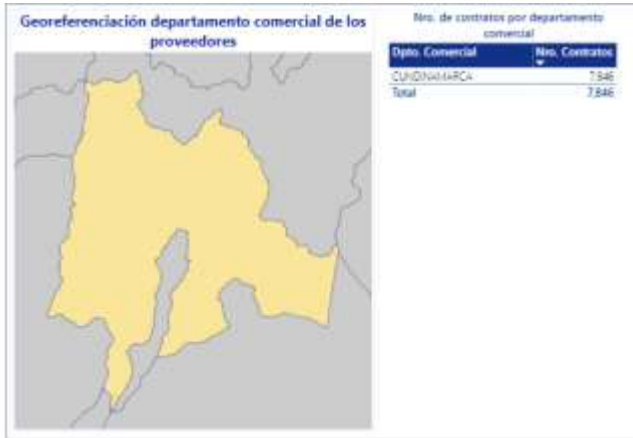 Georeferenciación departamento comercial de los
proveedores
Nro. de contratos por departamento
comercial
Dpto. Comercial Nro. Contratos
CUNDINAMARCA 7,846
Total 7,846